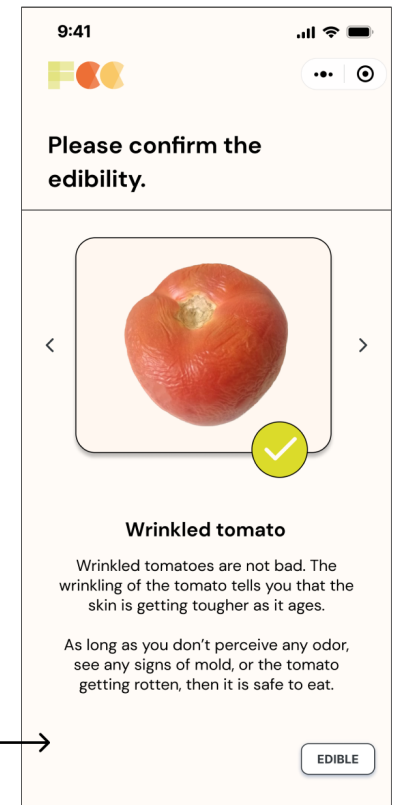 9:41
FCC
Please confirm the
edibility.
Wrinkled tomato
Wrinkled tomatoes are not bad. The
wrinkling of the tomato tells you that the
skin is getting tougher as it ages.
As long as you don’t perceive any odor,
see any signs of mold, or the tomato
getting rotten, then it is safe to eat.
EDIBLE